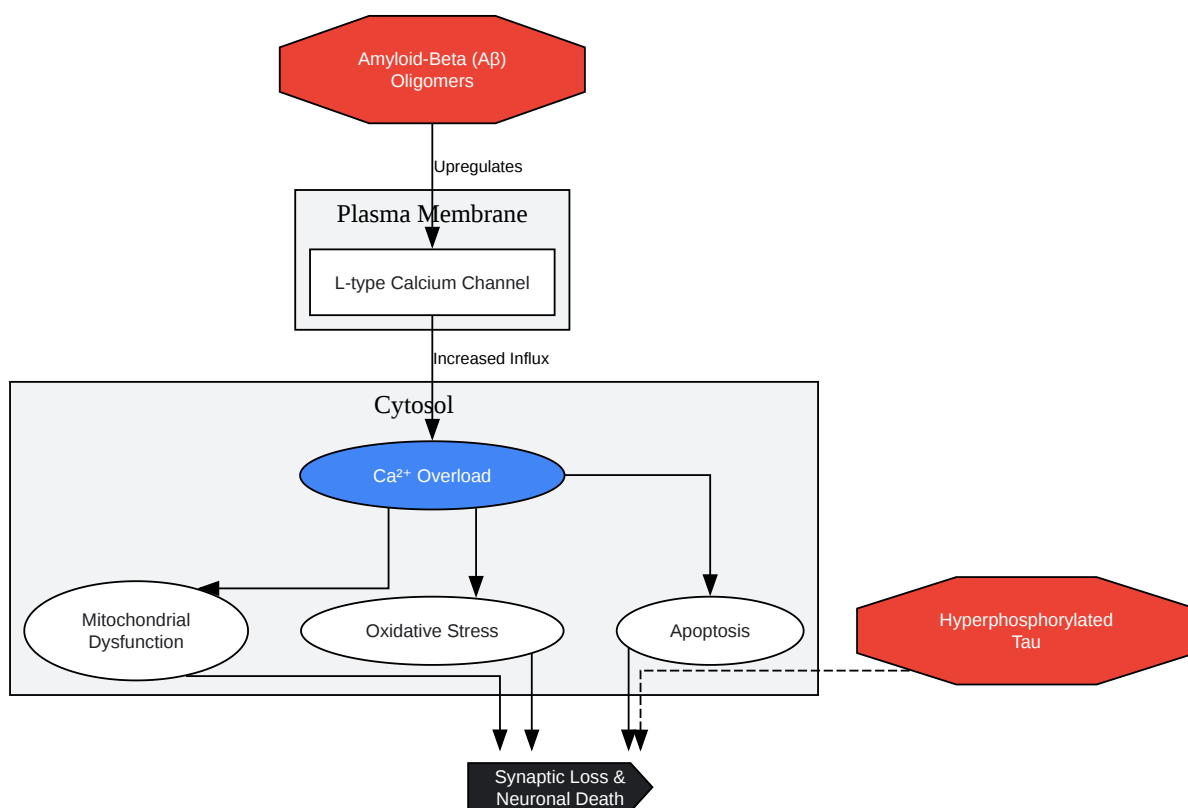 Amyloid-Beta (Aβ)
Oligomers
Upregulates
Plasma Membrane
L-type Calcium Channel
Increased Influx
Cytosol
Ca²⁺ Overload
Mitochondrial
Dysfunction
Oxidative Stress
Apoptosis
Hyperphosphorylated
Tau
Synaptic Loss &
Neuronal Death